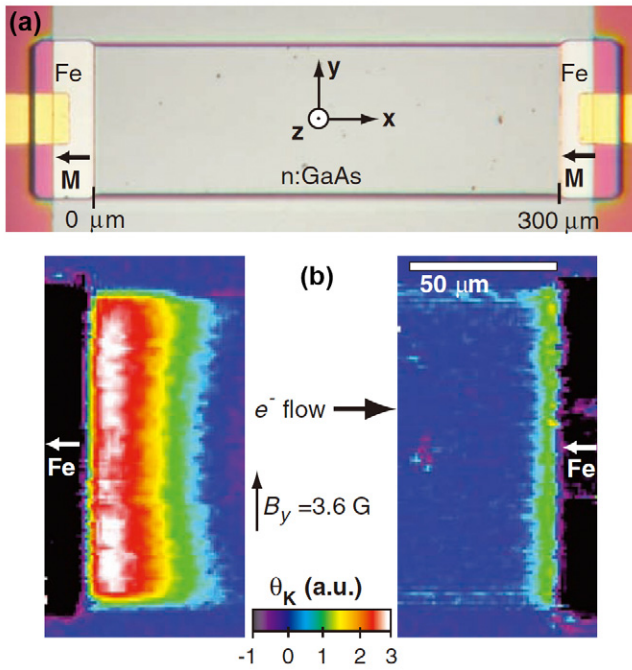 (a)
Fe
y
x
z
n:GaAs
M
0 μm
Fe
M
300 μm
(b)
50 μm
e⁻ flow
Fe
Fe
B_y = 3.6 G
θ_K (a.u.)
-1 0 1 2 3